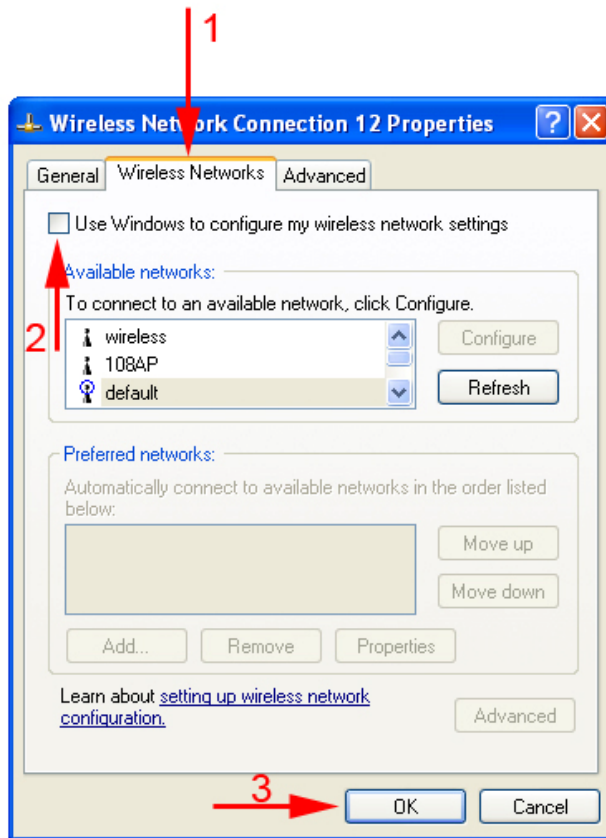 1
Wireless Network Connection 12 Properties
General Wireless Networks Advanced
Use Windows to configure my wireless network settings
2
Available networks:
To connect to an available network, click Configure.
wireless
108AP
default
Configure
Refresh
Preferred networks:
Automatically connect to available networks in the order listed
below:
Move up
Move down
Add... Remove Properties
Learn about setting up wireless network
configuration.
Advanced
3
OK Cancel